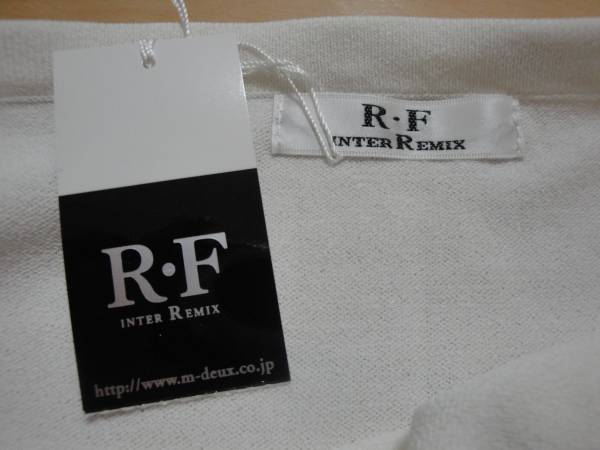 R·F
INTER REMIX
R·F
INTER REMIX
http://www.m-deux.co.jp